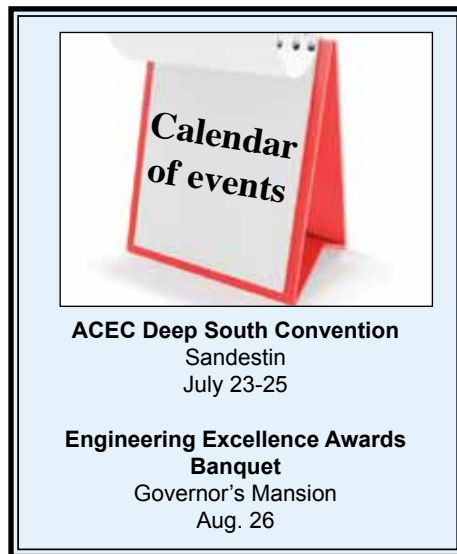 Calendar
of events
ACEC Deep South Convention
Sandestin
July 23-25
Engineering Excellence Awards
Banquet
Governor's Mansion
Aug. 26